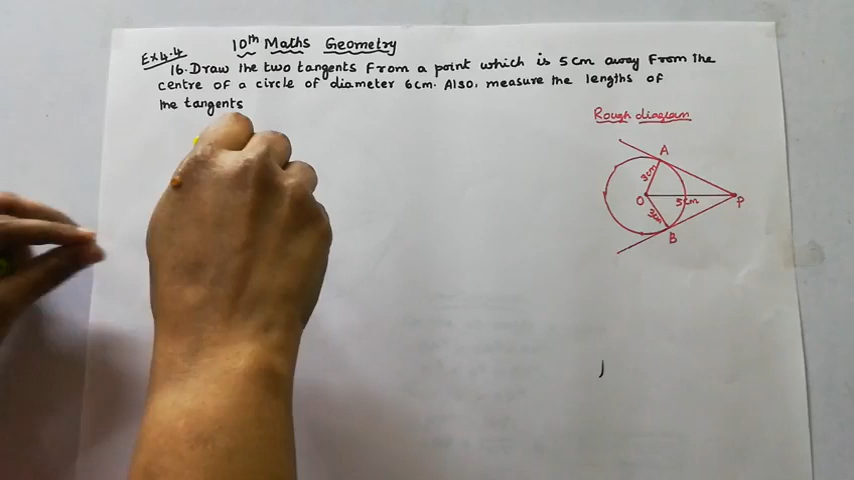 10th Maths Geometry
Ex 4.4
16. Draw the two tangents from a point which is 5cm away from the
centre of a circle of diameter 6cm. Also, measure the lengths of
the tangents
Rough diagram
A
3cm
O
5cm
P
3cm
B